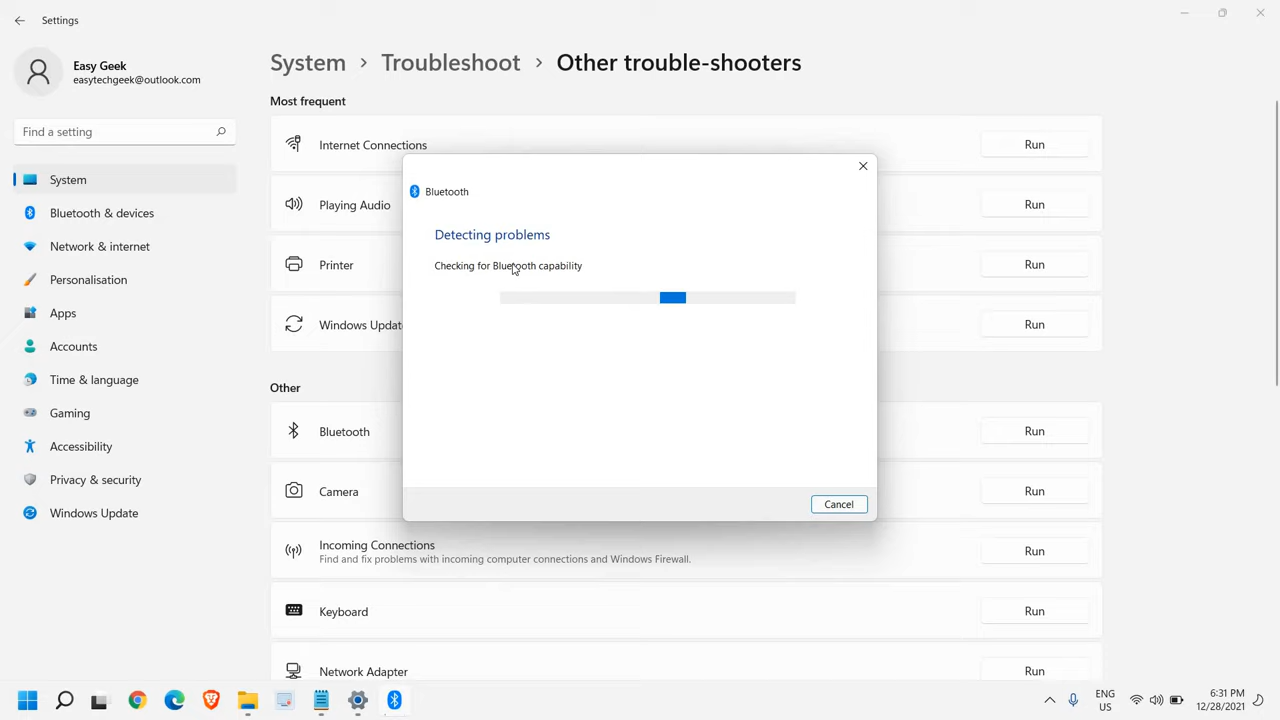 Settings
Easy Geek
easytechgeek@outlook.com
Find a setting
System
Bluetooth & devices
Network & internet
Personalisation
Apps
Accounts
Time & language
Gaming
Accessibility
Privacy & security
Windows Update
System > Troubleshoot > Other trouble-shooters
Most frequent
Internet Connections Run
Playing Audio Run
Printer Run
Windows Updat Run
Other
Bluetooth Run
Camera Run
Incoming Connections
Find and fix problems with incoming computer connections and Windows Firewall.
Run
Keyboard Run
Network Adapter Run
Bluetooth
Detecting problems
Checking for Bluetooth capability
Cancel
ENG
US
6:31 PM
12/28/2021